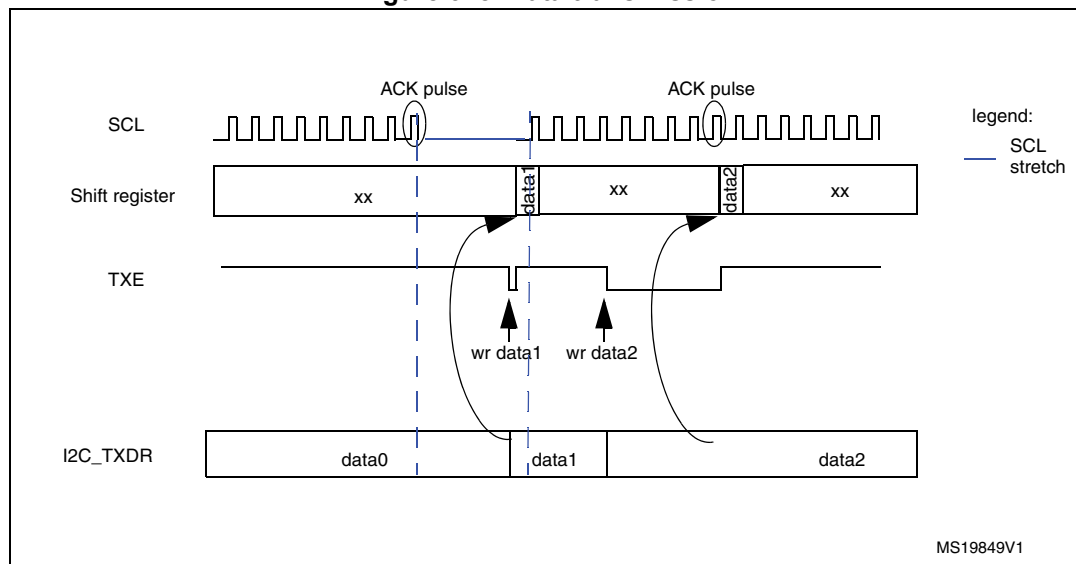 ACK pulse
ACK pulse
legend:
SCL
SCL
stretch
Shift register
xx
data1
xx
data2
xx
TXE
wr data1
wr data2
I2C_TXDR
data0
data1
data2
MS19849V1